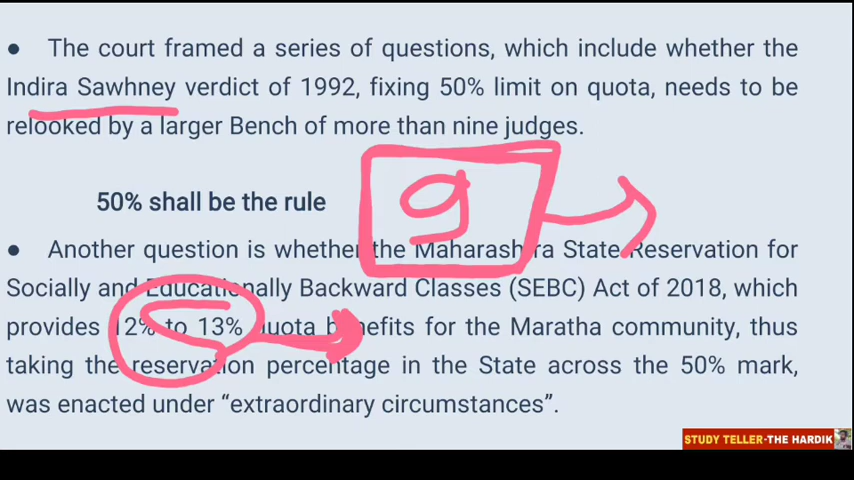 ● The court framed a series of questions, which include whether the
Indira Sawhney verdict of 1992, fixing 50% limit on quota, needs to be
relooked by a larger Bench of more than nine judges.
50% shall be the rule
9
● Another question is whether the Maharashtra State Reservation for
Socially and Educationally Backward Classes (SEBC) Act of 2018, which
provides 12% to 13% quota benefits for the Maratha community, thus
taking the reservation percentage in the State across the 50% mark,
was enacted under “extraordinary circumstances”.
STUDY TELLER-THE HARDIK